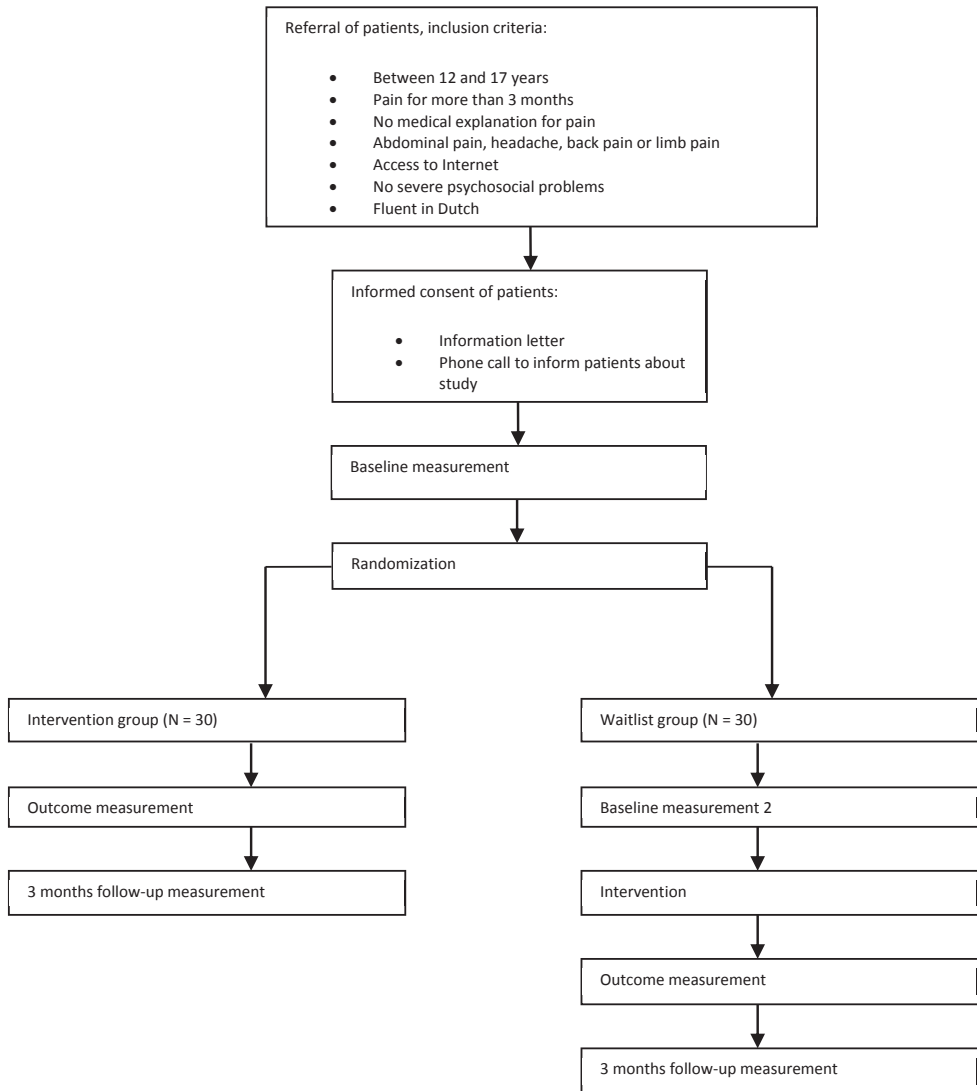 Referral of patients, inclusion criteria:
• Between 12 and 17 years
• Pain for more than 3 months
• No medical explanation for pain
• Abdominal pain, headache, back pain or limb pain
• Access to Internet
• No severe psychosocial problems
• Fluent in Dutch
Informed consent of patients:
• Information letter
• Phone call to inform patients about
study
Baseline measurement
Randomization
Intervention group (N = 30)
Outcome measurement
3 months follow-up measurement
Waitlist group (N = 30)
Baseline measurement 2
Intervention
Outcome measurement
3 months follow-up measurement